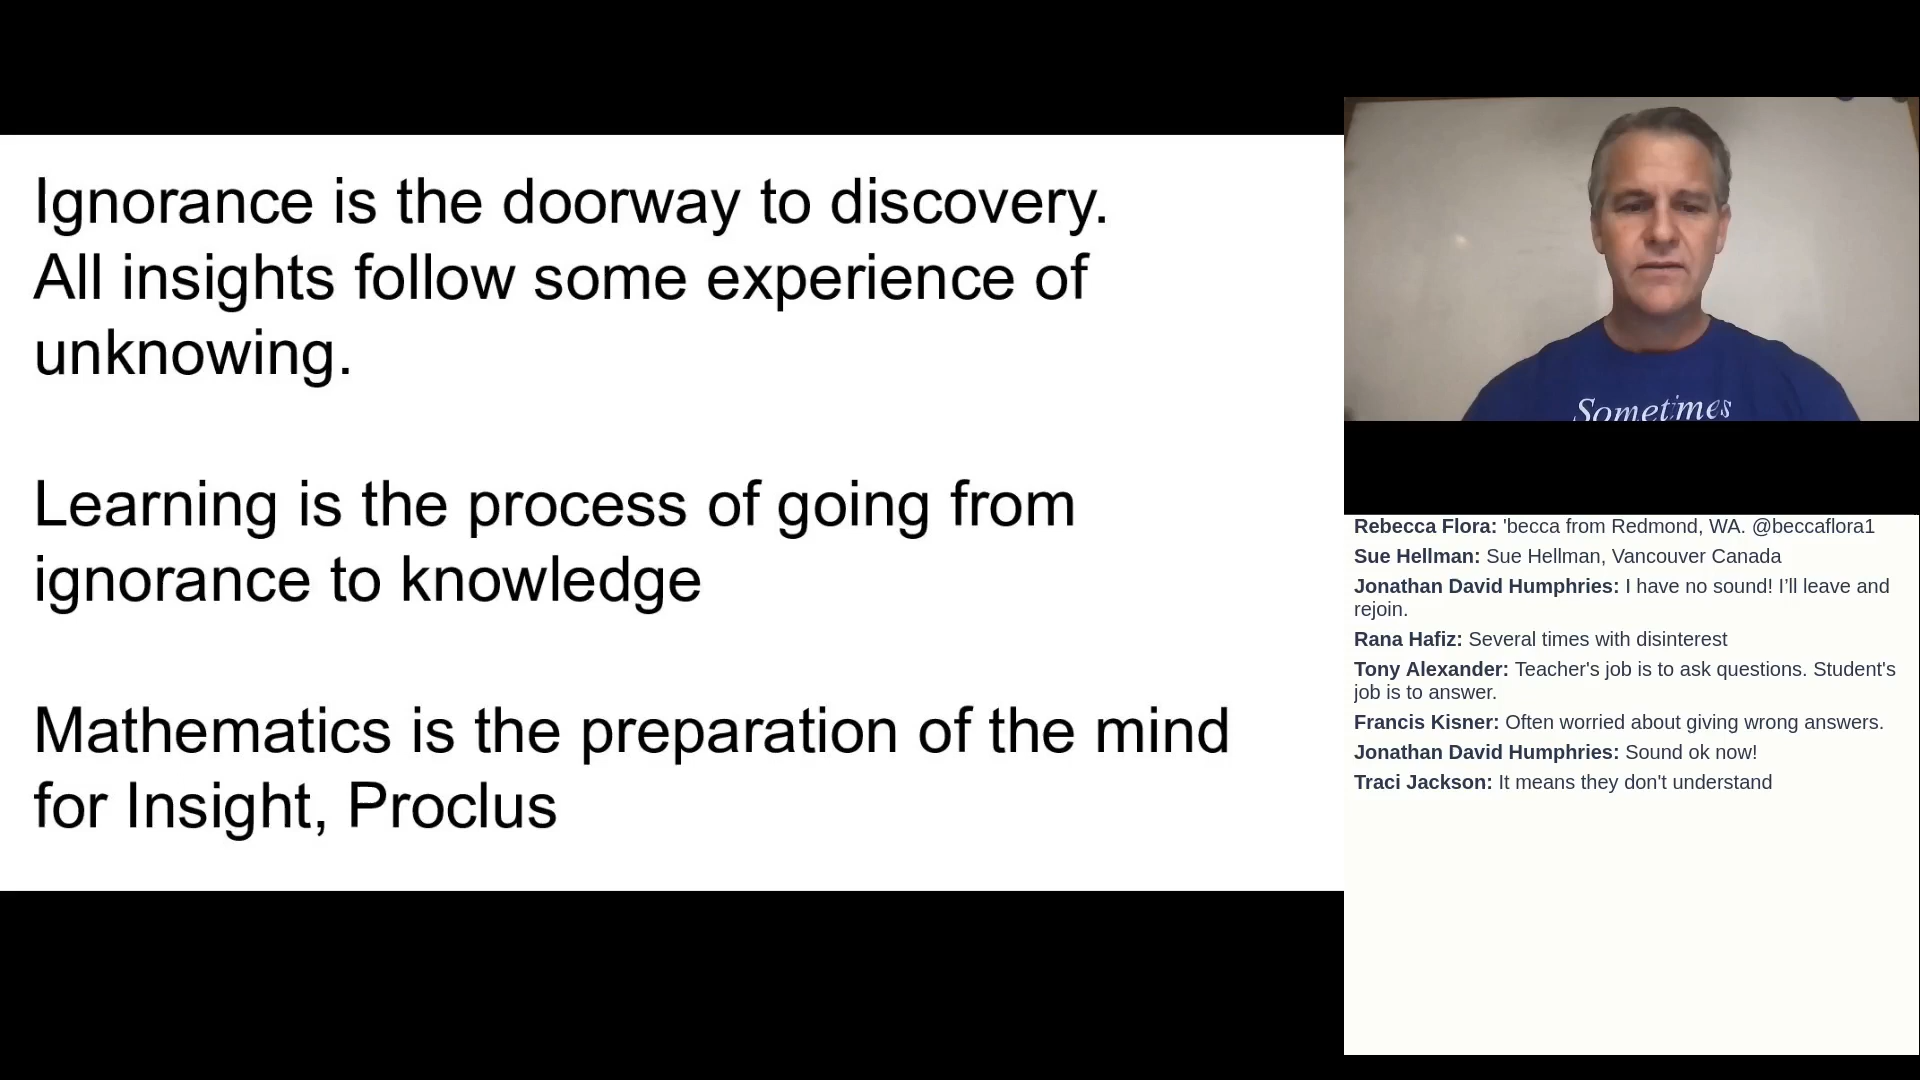 Ignorance is the doorway to discovery.
All insights follow some experience of
unknowing.
Learning is the process of going from
ignorance to knowledge
Mathematics is the preparation of the mind
for Insight, Proclus
Sometimes
Rebecca Flora: 'becca from Redmond, WA. @beccaflora1
Sue Hellman: Sue Hellman, Vancouver Canada
Jonathan David Humphries: I have no sound! I’ll leave and
rejoin.
Rana Hafiz: Several times with disinterest
Tony Alexander: Teacher's job is to ask questions. Student's
job is to answer.
Francis Kisner: Often worried about giving wrong answers.
Jonathan David Humphries: Sound ok now!
Traci Jackson: It means they don't understand